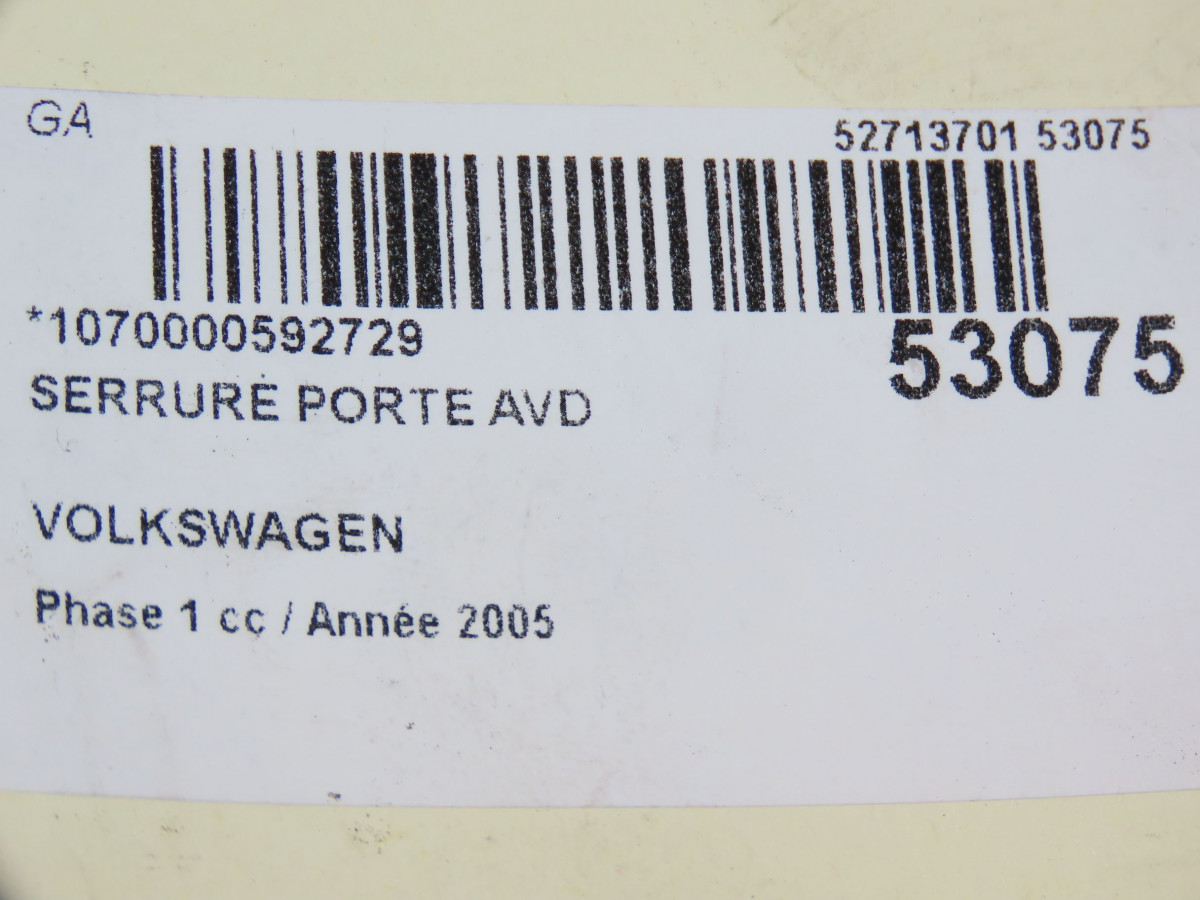 GA
52713701 53075
*1070000592729
53075
SERRURE PORTE AVD
VOLKSWAGEN
Phase 1 cc / Année 2005